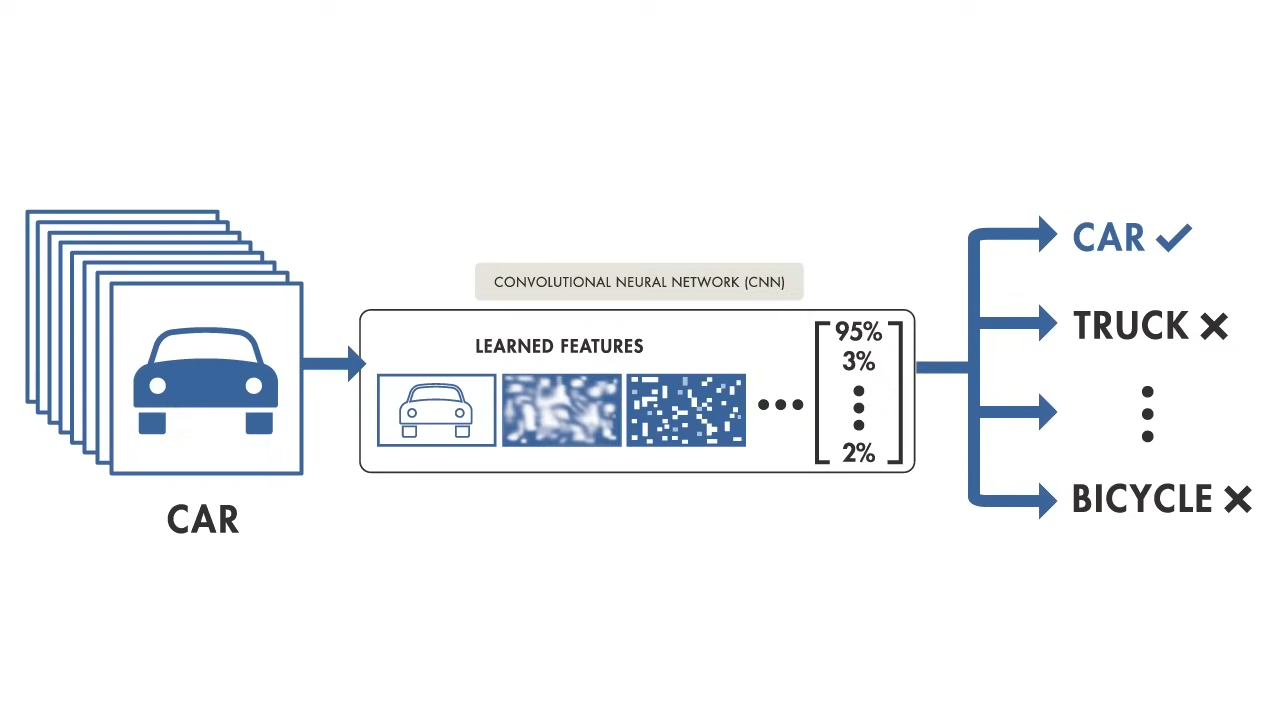 CAR
CONVOLUTIONAL NEURAL NETWORK (CNN)
LEARNED FEATURES
95%
3%
2%
CAR
TRUCK
BICYCLE